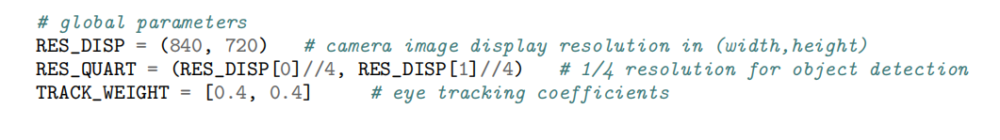 # global parameters
RES_DISP = (840, 720)   # camera image display resolution in (width,height)
RES_QUART = (RES_DISP[0]//4, RES_DISP[1]//4)   # 1/4 resolution for object detection
TRACK_WEIGHT = [0.4, 0.4]     # eye tracking coefficients